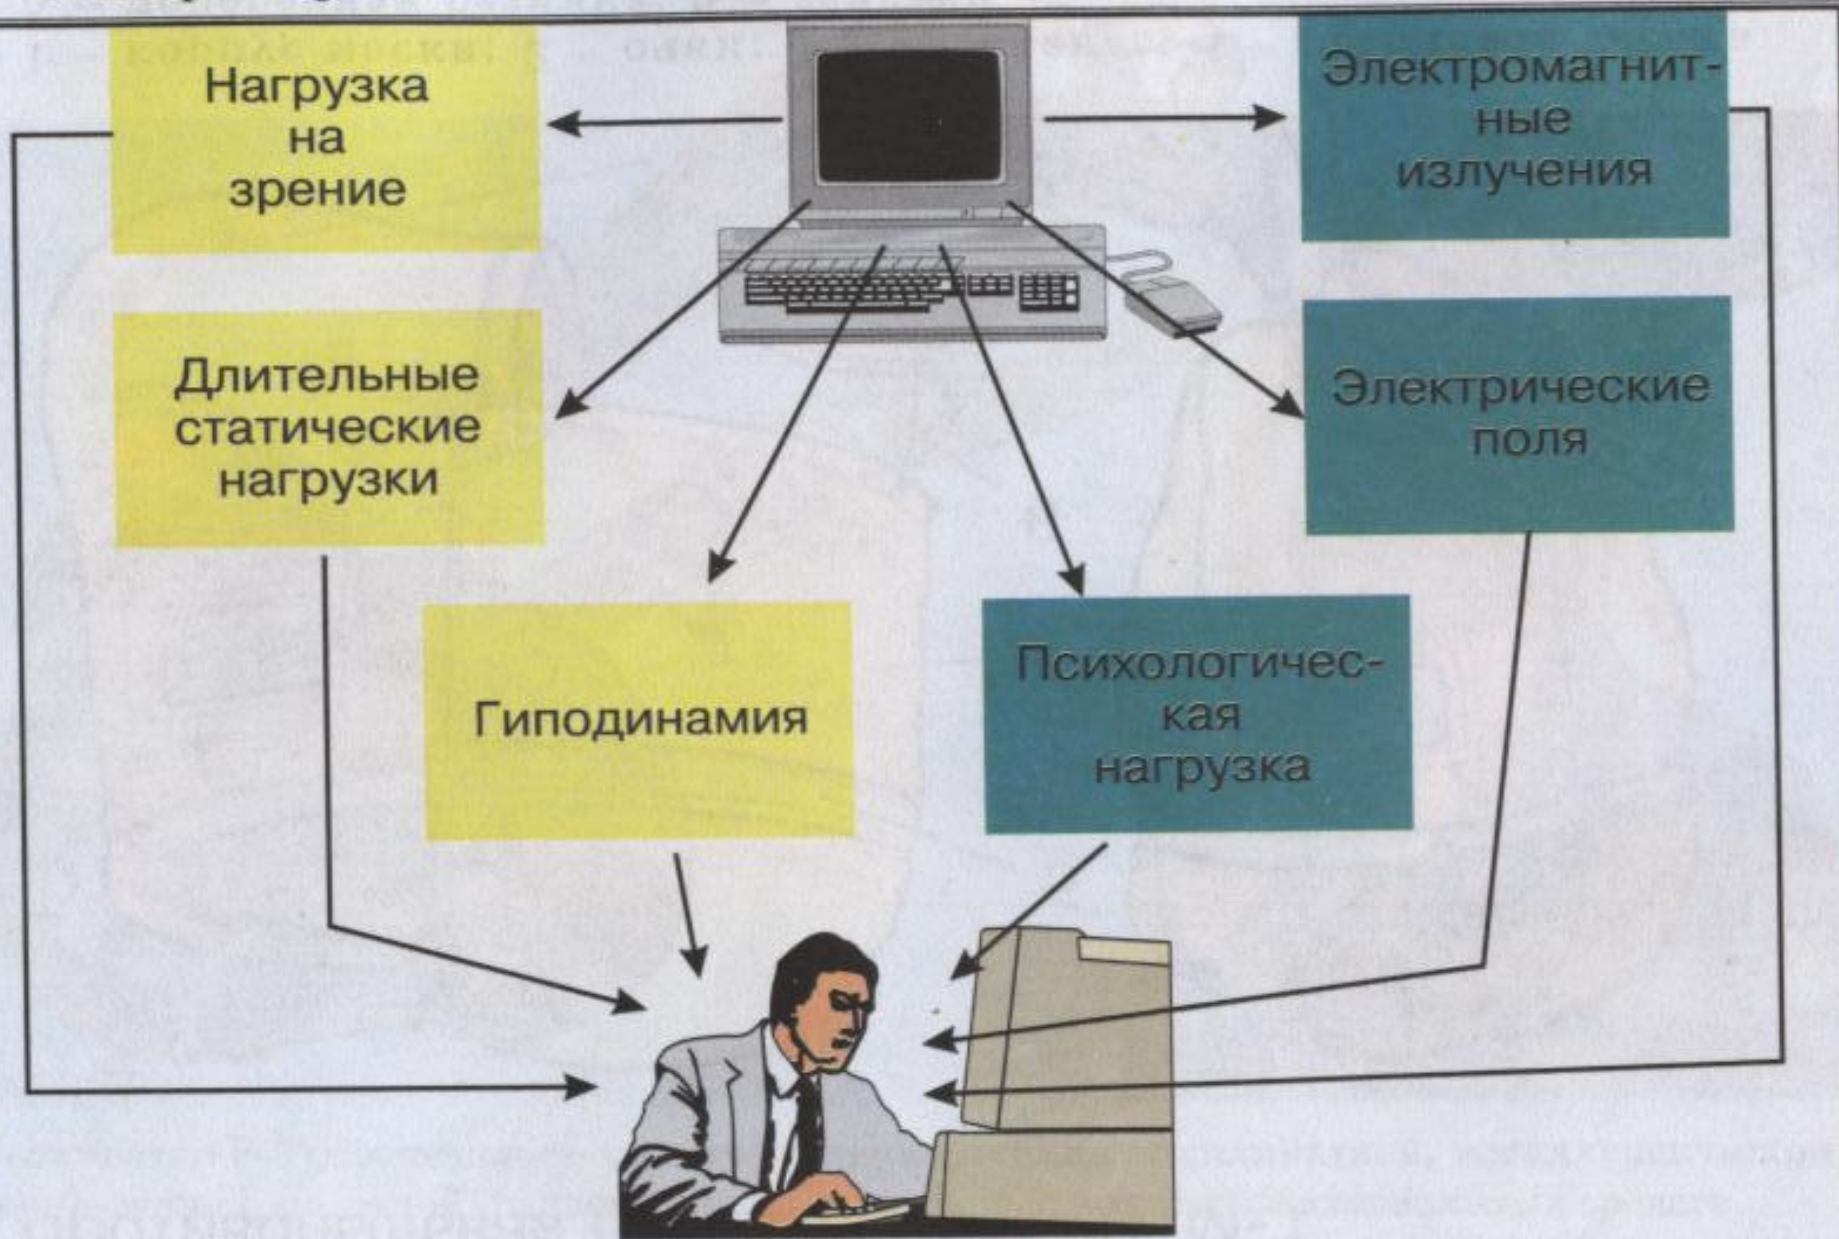 Нагрузка
на
зрение
Электромагнит-
ные
излучения
Длительные
статические
нагрузки
Электрические
поля
Гиподинамия
Психологичес-
кая
нагрузка